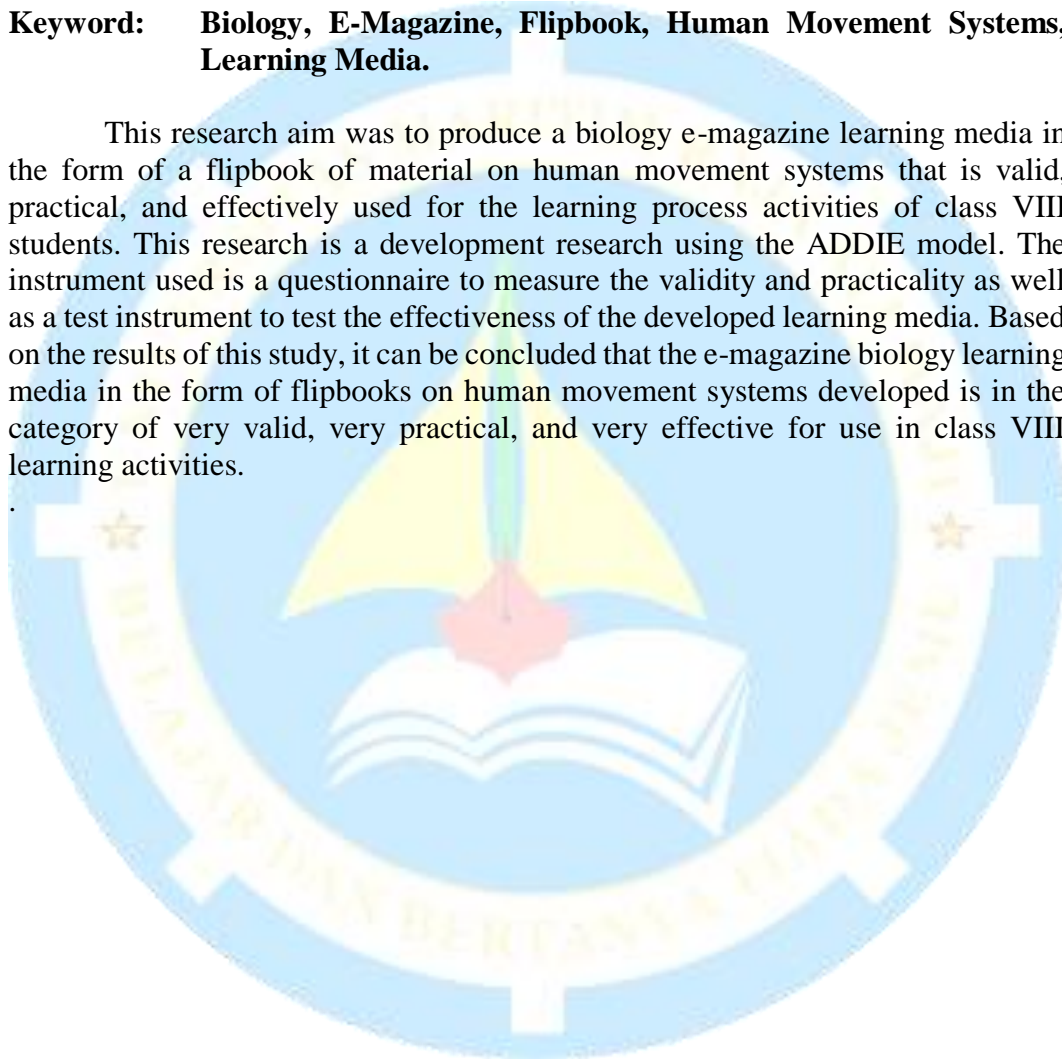 Keyword: Biology, E-Magazine, Flipbook, Human Movement Systems,
Learning Media.
This research aim was to produce a biology e-magazine learning media in
the form of a flipbook of material on human movement systems that is valid,
practical, and effectively used for the learning process activities of class VIII
students. This research is a development research using the ADDIE model. The
instrument used is a questionnaire to measure the validity and practicality as well
as a test instrument to test the effectiveness of the developed learning media. Based
on the results of this study, it can be concluded that the e-magazine biology learning
media in the form of flipbooks on human movement systems developed is in the
category of very valid, very practical, and very effective for use in class VIII
learning activities.
.
BELAJAR DAN BERTANYA TIADA